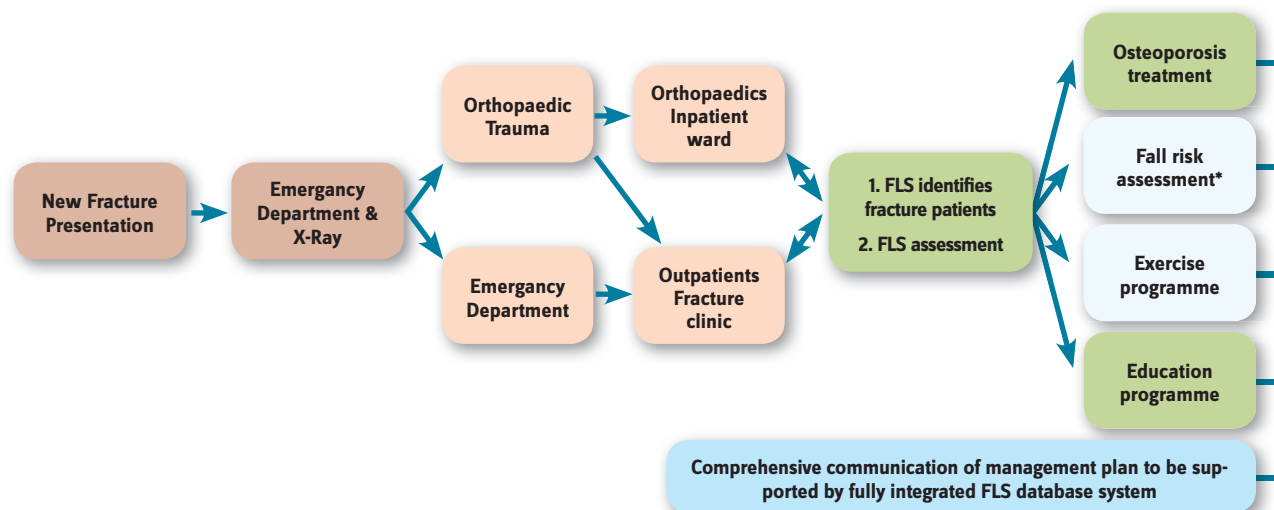 New Fracture
Presentation
Emergancy
Department &
X-Ray
Orthopaedic
Trauma
Emergancy
Department
Orthopaedics
Inpatient
ward
Outpatients
Fracture
clinic
1. FLS identifies
fracture patients
2. FLS assessment
Osteoporosis
treatment
Fall risk
assessment*
Exercise
programme
Education
programme
Comprehensive communication of management plan to be sup-
ported by fully integrated FLS database system